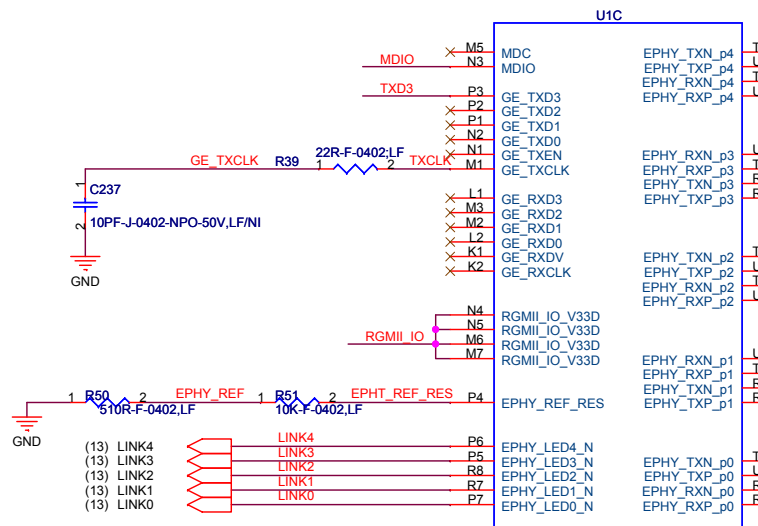 U1C
M5 MDC EPHY_TXN_p4
MDIO N3 MDIO EPHY_TXP_p4
EPHY_RXN_p4
TXD3 P3 GE_TXD3 EPHY_RXP_p4
P2 GE_TXD2
P1 GE_TXD1
N2 GE_TXD0
N1 GE_TXEN EPHY_RXN_p3
GE_TXCLK R39 1 22R-F-0402;LF 2 TXCLK M1 GE_TXCLK EPHY_RXP_p3
EPHY_TXN_p3
L1 GE_RXD3 EPHY_TXP_p3
M3 GE_RXD2
M2 GE_RXD1
L2 GE_RXD0
K1 GE_RXDV EPHY_TXN_p2
K2 GE_RXCLK EPHY_TXP_p2
EPHY_RXN_p2
EPHY_RXP_p2
1
C237
2 10PF-J-0402-NPO-50V,LF/NI
GND
N4 RGMII_IO_V33D
N5 RGMII_IO_V33D
RGMII_IO M6 RGMII_IO_V33D
M7 RGMII_IO_V33D EPHY_RXN_p1
EPHY_RXP_p1
EPHY_TXN_p1
1 R50 2 EPHY_REF 1 R51 2 EPHT_REF_RES P4 EPHY_REF_RES EPHY_TXP_p1
510R-F-0402,LF 10K-F-0402,LF
GND
(13) LINK4 LINK4 P6 EPHY_LED4_N
(13) LINK3 LINK3 P5 EPHY_LED3_N EPHY_TXN_p0
(13) LINK2 LINK2 R8 EPHY_LED2_N EPHY_TXP_p0
(13) LINK1 LINK1 R7 EPHY_LED1_N EPHY_RXN_p0
(13) LINK0 LINK0 P7 EPHY_LED0_N EPHY_RXP_p0